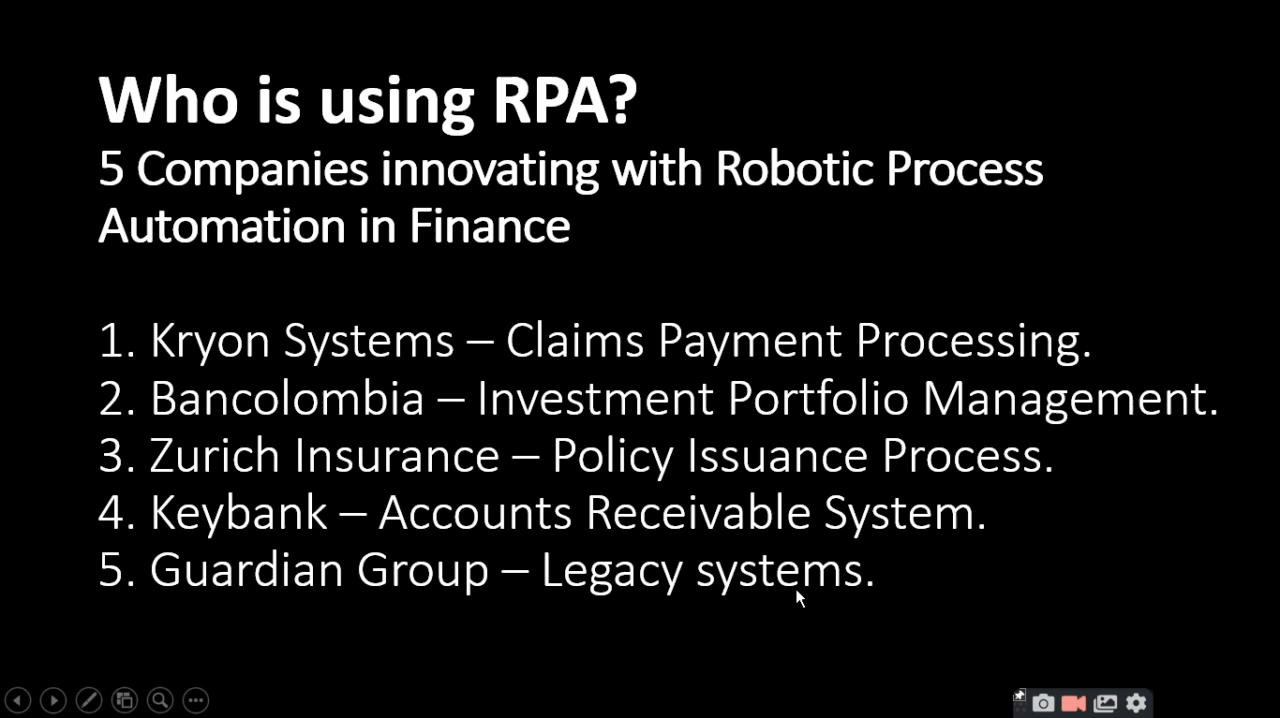 Who is using RPA?
5 Companies innovating with Robotic Process
Automation in Finance
1. Kryon Systems – Claims Payment Processing.
2. Bancolombia – Investment Portfolio Management.
3. Zurich Insurance – Policy Issuance Process.
4. Keybank – Accounts Receivable System.
5. Guardian Group – Legacy systems.